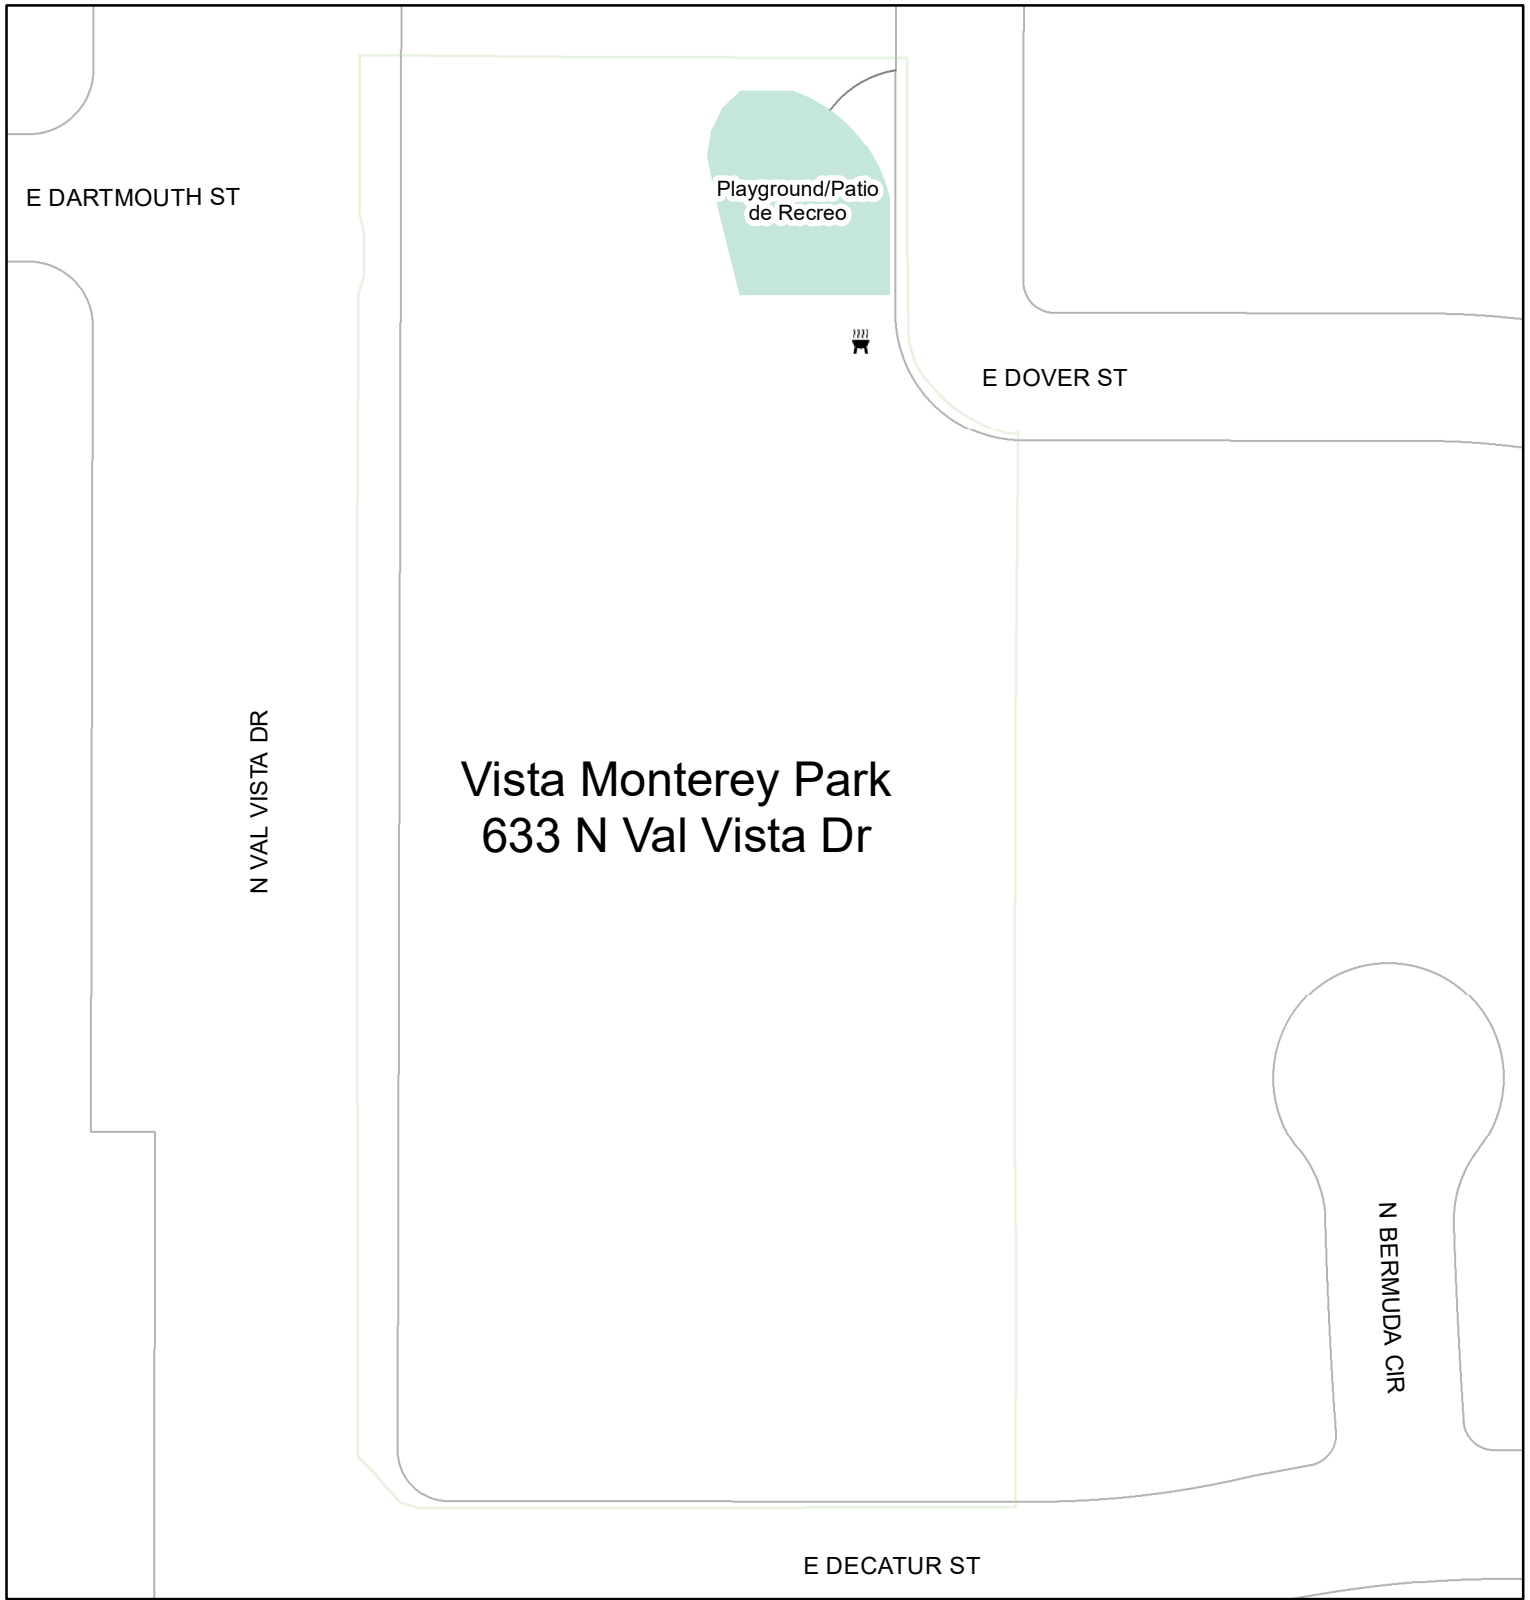 E DARTMOUTH ST
Playground/Patio
de Recreo
E DOVER ST
N VAL VISTA DR
Vista Monterey Park
633 N Val Vista Dr
N BERMUDA CIR
E DECATUR ST